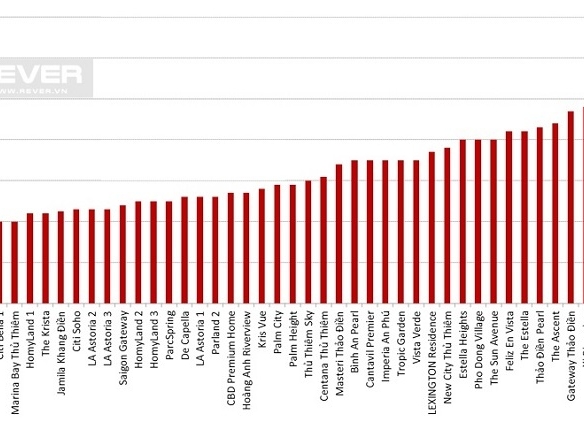 REVER
WWW.REVER.VN
Citi Bella 1
Marina Bay Thủ Thiêm
HomyLand 1
The Krista
Jamila Khang Điền
Citi Soho
LA Astoria 2
LA Astoria 3
Saigon Gateway
HomyLand 2
HomyLand 3
ParcSpring
De Capella
LA Astoria 1
Parland 2
CBD Premium Home
Hoàng Anh Riverview
Kris Vue
Palm City
Palm Height
Thủ Thiêm Sky
Centana Thủ Thiêm
Masteri Thảo Điền
Bình An Pearl
Cantavil Premier
Imperia An Phú
Tropic Garden
Vista Verde
LEXINGTON Residence
New City Thủ Thiêm
Estella Heights
Pho Dong Village
The Sun Avenue
Feliz En Vista
The Estella
Thảo Điền Pearl
The Ascent
Gateway Thảo Điền